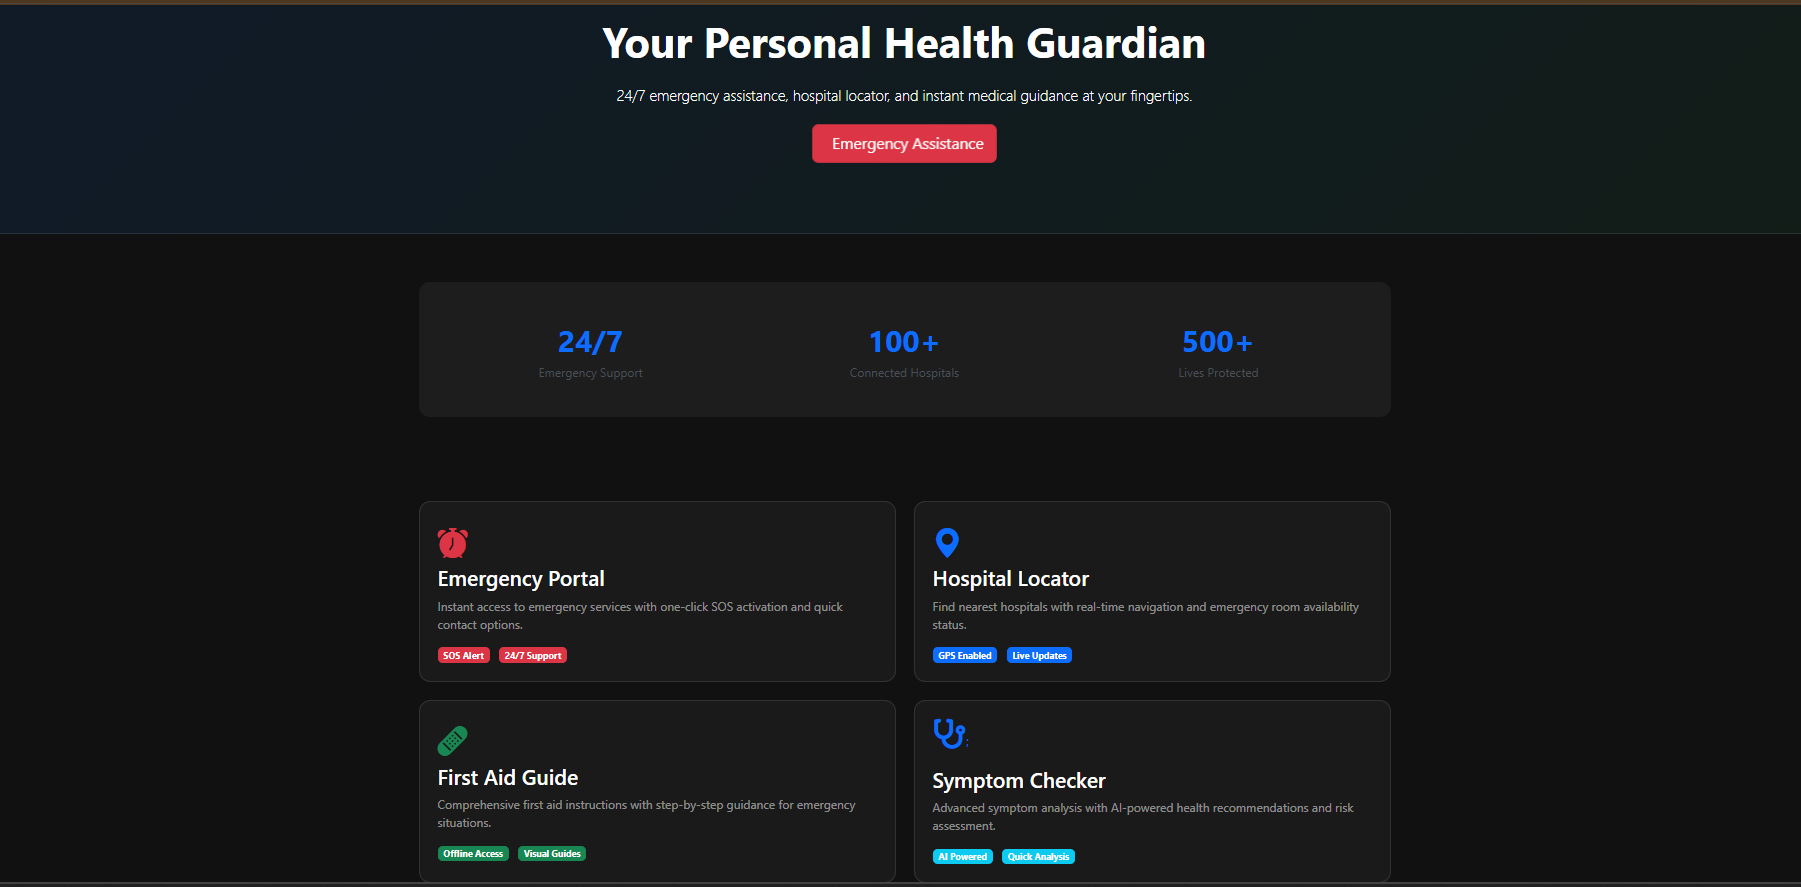 Your Personal Health Guardian
24/7 emergency assistance, hospital locator, and instant medical guidance at your fingertips.
Emergency Assistance
24/7
Emergency Support
100+
Connected Hospitals
500+
Lives Protected
Emergency Portal
Instant access to emergency services with one-click SOS activation and quick
contact options.
SOS Alert
24/7 Support
Hospital Locator
Find nearest hospitals with real-time navigation and emergency room availability
status.
GPS Enabled
Live Updates
First Aid Guide
Comprehensive first aid instructions with step-by-step guidance for emergency
situations.
Offline Access
Visual Guides
;
Symptom Checker
Advanced symptom analysis with AI-powered health recommendations and risk
assessment.
AI Powered
Quick Analysis